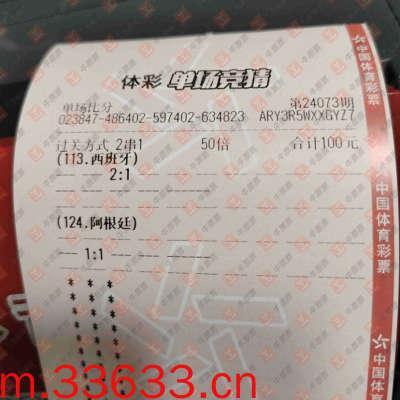 体彩 单场竞猜
单场比分 第24073期
023847-486402-597402-634823 ARY3R5WXXGYZ7
过关方式 2串1 50倍 合计100元
(113.西班牙)
2:1
(124.阿根廷)
1:1
中国体育彩票
中国体育彩票
中国体育
m.33633.cn